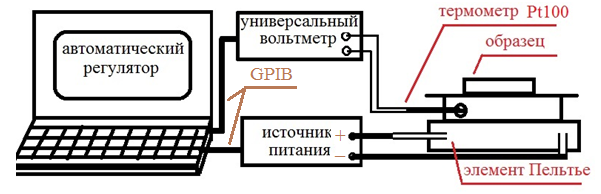 автоматический
регулятор
универсальный
вольтметр
GPIB
источник
питания
+
−
термометр Pt100
образец
элемент Пельтье